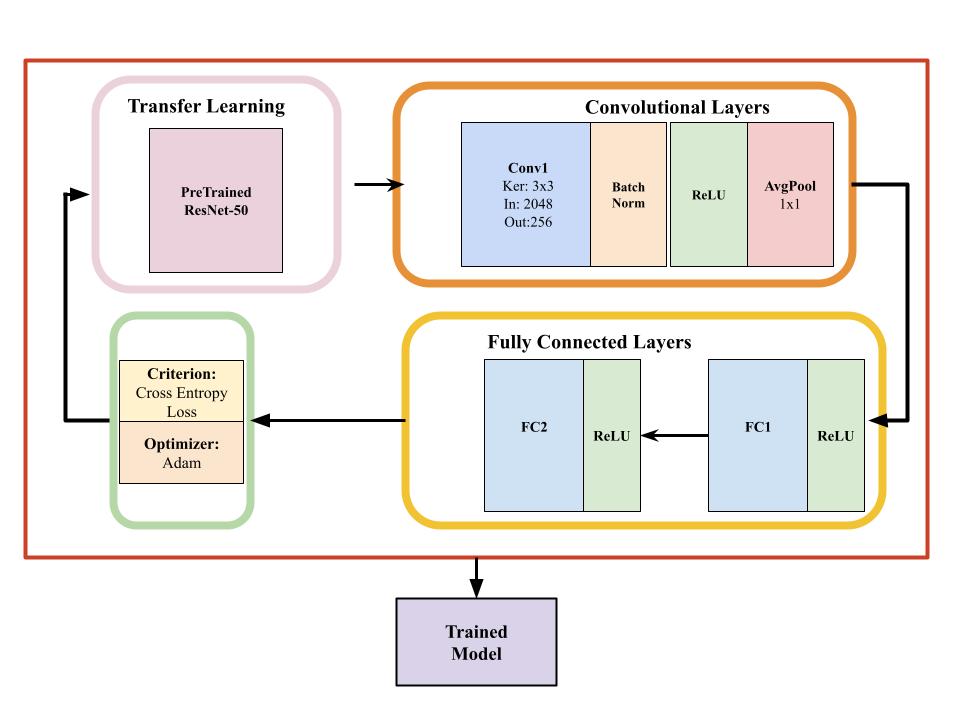 Transfer Learning
PreTrained
ResNet-50
Convolutional Layers
Conv1
Ker: 3x3
In: 2048
Out:256
Batch
Norm
ReLU
AvgPool
1x1
Criterion:
Cross Entropy
Loss
Optimizer:
Adam
Fully Connected Layers
FC2
ReLU
FC1
ReLU
Trained
Model